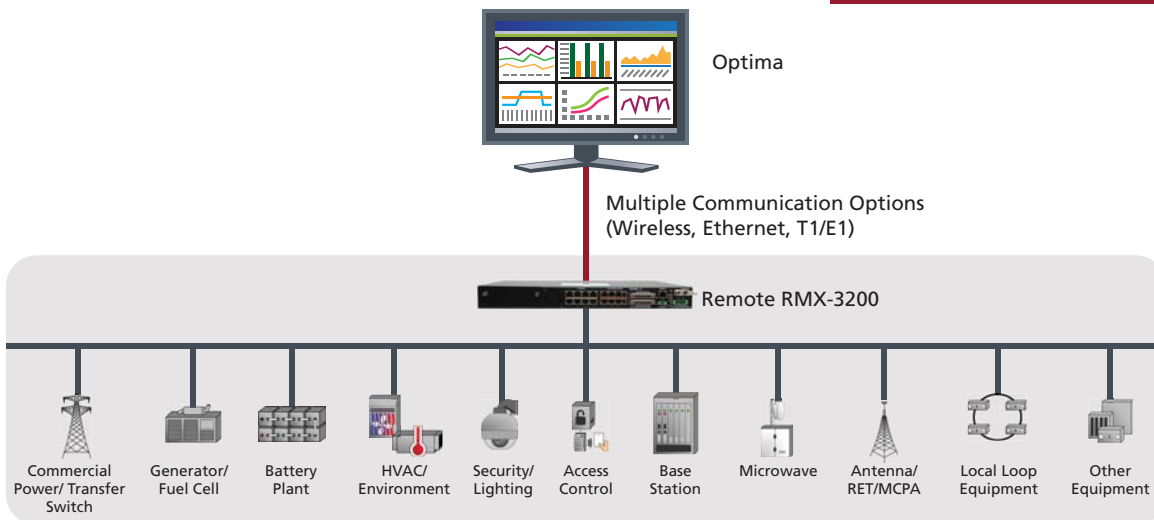 Optima
Multiple Communication Options
(Wireless, Ethernet, T1/E1)
Remote RMX-3200
Commercial
Power/ Transfer
Switch
Generator/
Fuel Cell
Battery
Plant
HVAC/
Environment
Security/
Lighting
Access
Control
Base
Station
Microwave
Antenna/
RET/MCPA
Local Loop
Equipment
Other
Equipment